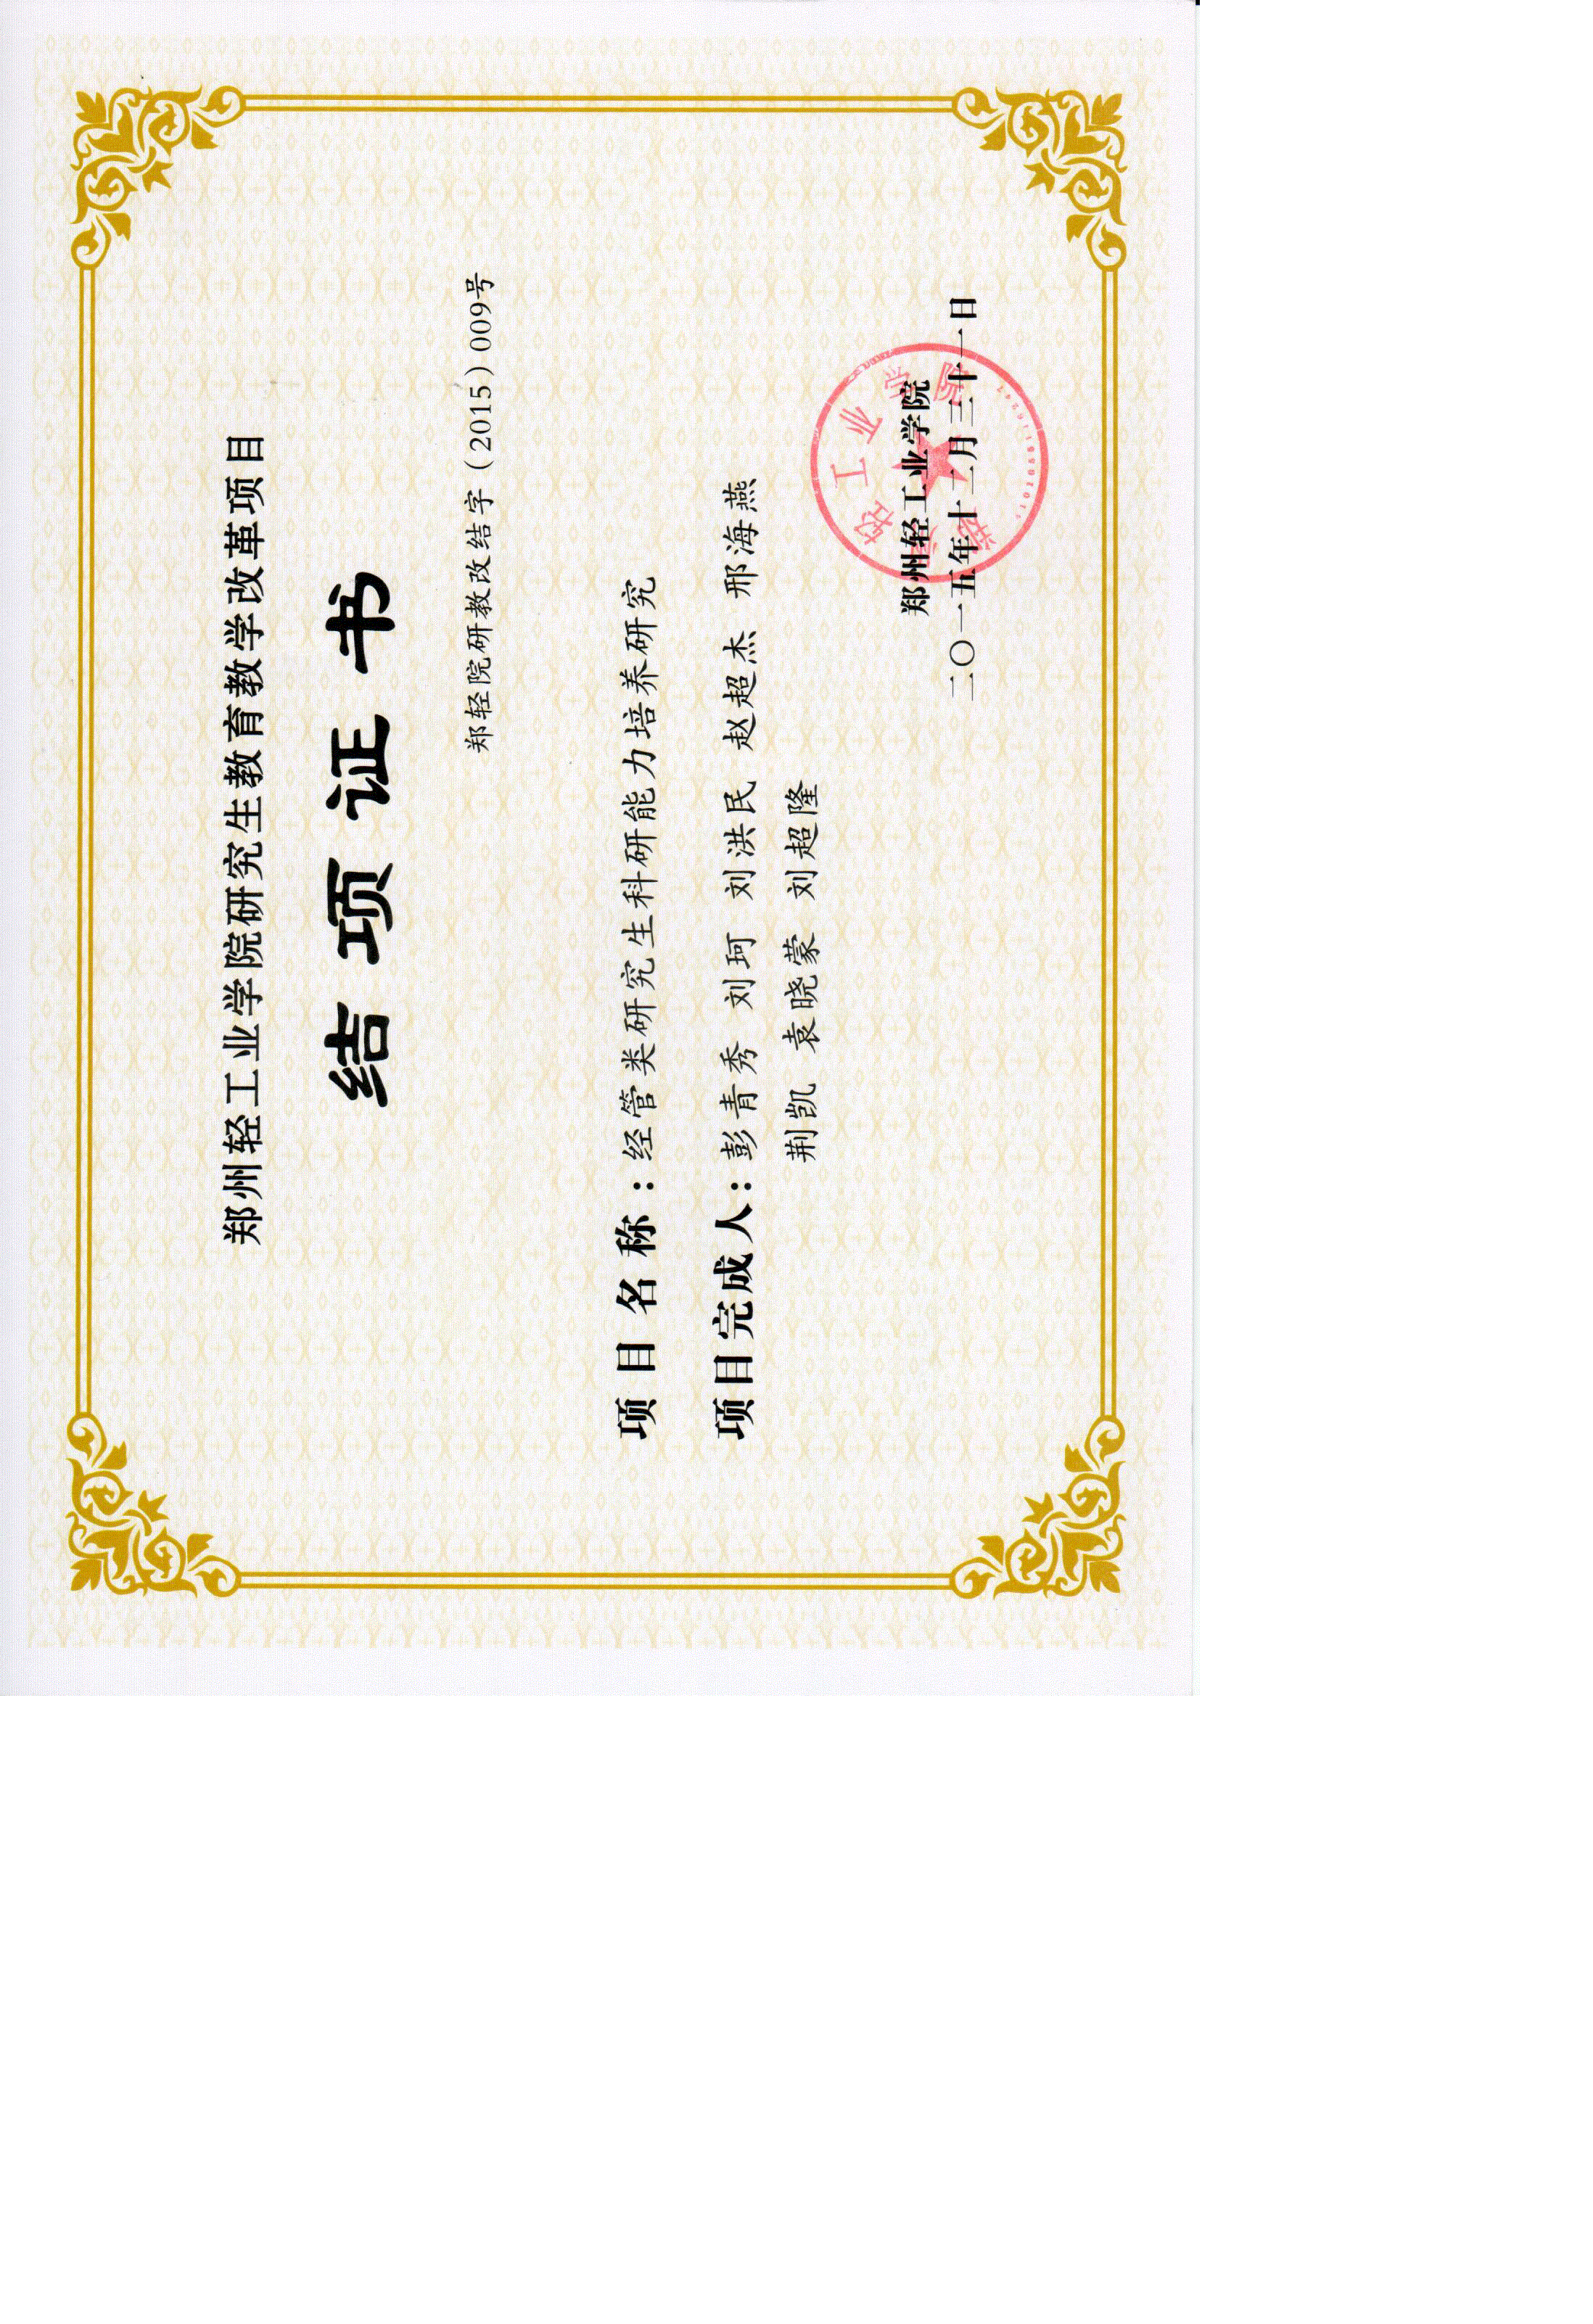 郑州轻工业学院研究生教育教学改革项目
结项证书
郑轻院研教改结字（2015）009号
项目名称：经管类研究生科研能力培养研究
项目完成人：彭青秀 刘珂 刘洪民 赵超杰 邢海燕
荆凯 袁晓蒙 刘超隆
郑州轻工业学院
二〇一五年十二月三十一日